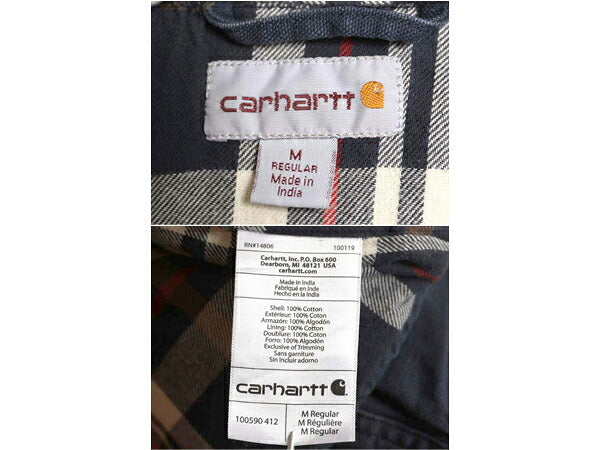 carhartt
M
REGULAR
Made in
India
RN#14806 100119
Carhartt, Inc. P.O. Box 600
Dearborn, MI 48121 USA
carhartt.com
Made in India
Fabriqué en Inde
Hecho en la India
Shell: 100% Cotton
Extérieur: 100% Coton
Armazón: 100% Algodón
Lining: 100% Cotton
Doublure: 100% Coton
Forro: 100% Algodón
Exclusive of Trimming
Sans garniture
Sin incluir adorno
carhartt
100590 412
M Regular
M Régulière
M Regular